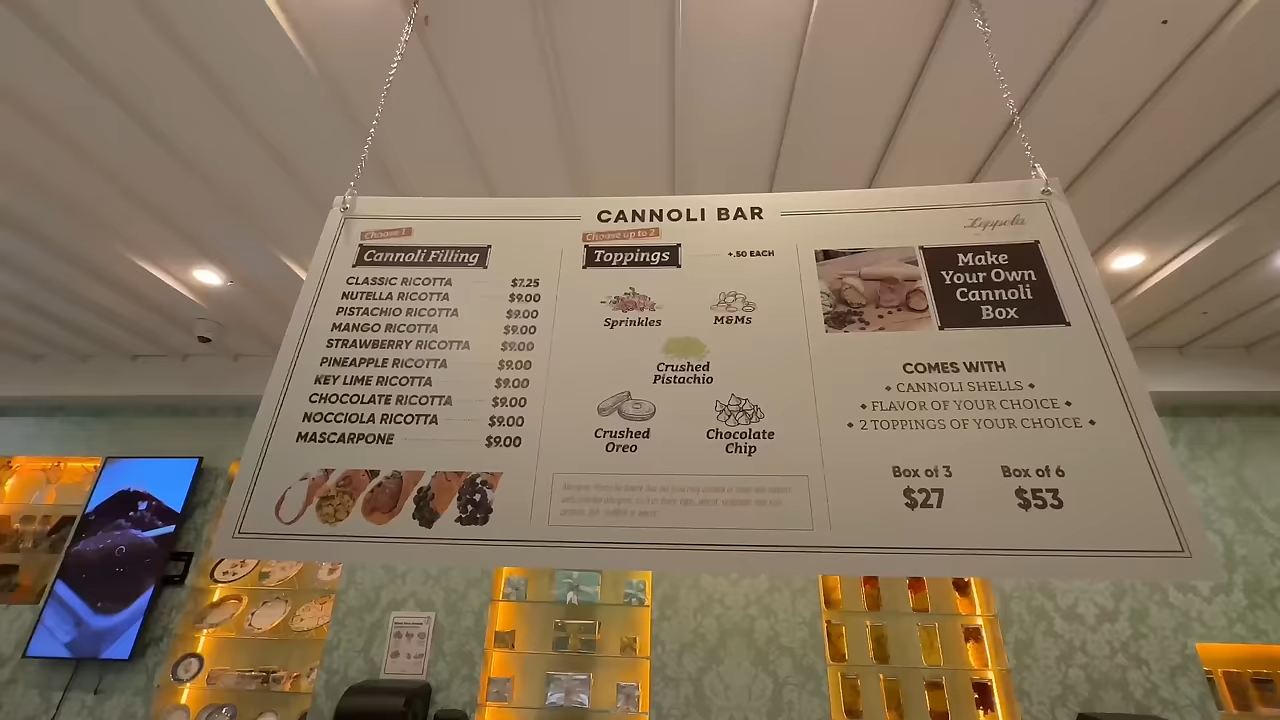 CANNOLI BAR
Choose 1
Cannoli Filling
CLASSIC RICOTTA $7.25
NUTELLA RICOTTA $9.00
PISTACHIO RICOTTA $9.00
MANGO RICOTTA $9.00
STRAWBERRY RICOTTA $9.00
PINEAPPLE RICOTTA $9.00
KEY LIME RICOTTA $9.00
CHOCOLATE RICOTTA $9.00
NOCCIOLA RICOTTA $9.00
MASCARPONE $9.00
Choose up to 2
Toppings +.50 EACH
Sprinkles
M&Ms
Crushed
Pistachio
Crushed
Oreo
Chocolate
Chip
Make
Your Own
Cannoli
Box
COMES WITH
◆ CANNOLI SHELLS ◆
◆ FLAVOR OF YOUR CHOICE ◆
◆ 2 TOPPINGS OF YOUR CHOICE ◆
Box of 3
$27
Box of 6
$53